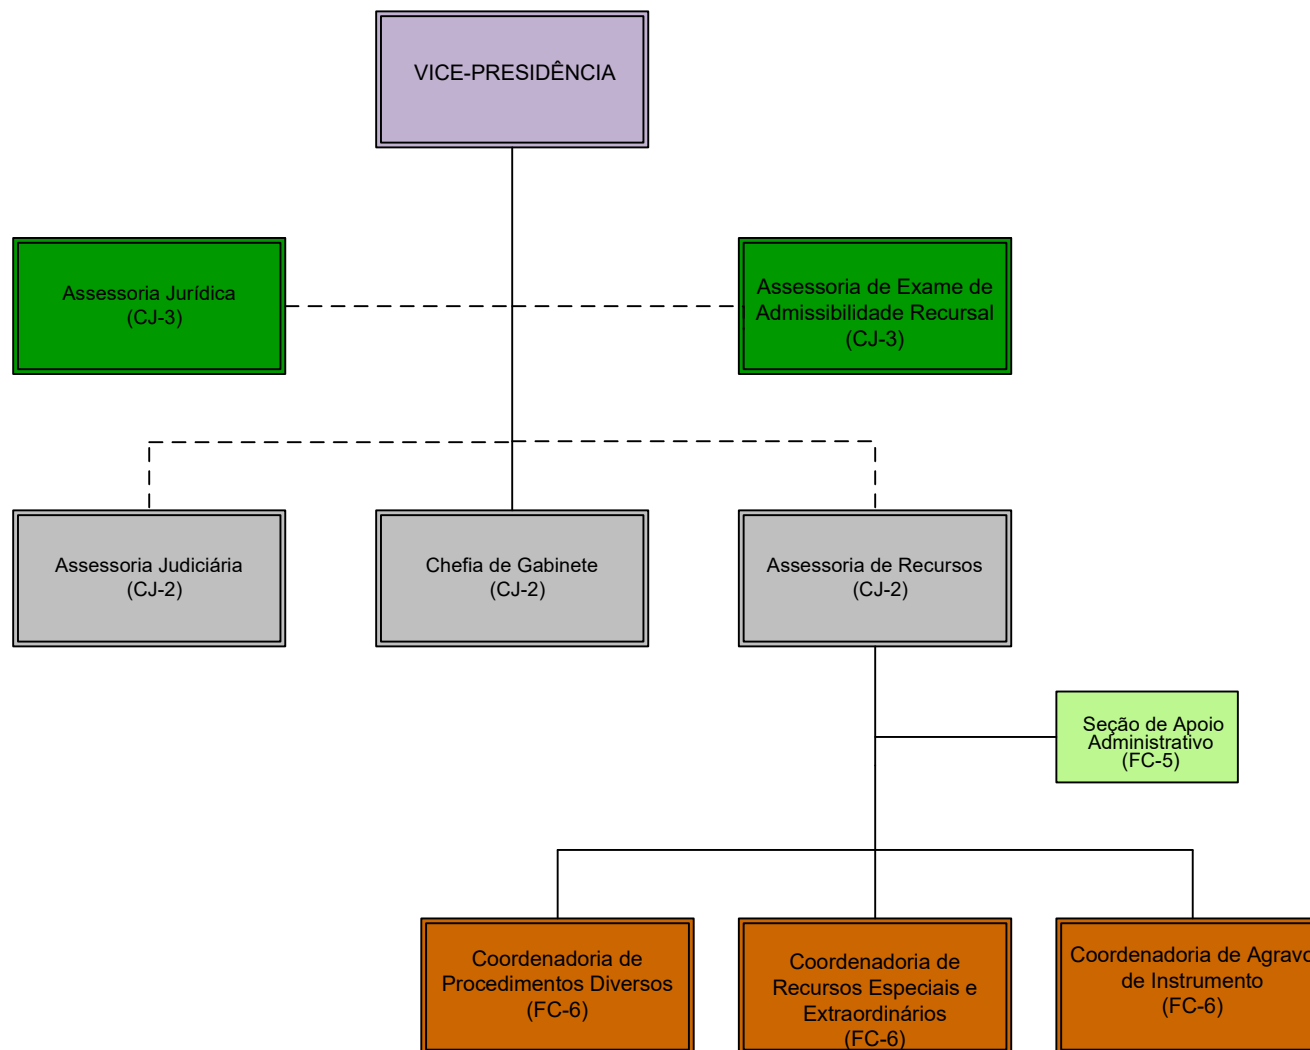 VICE-PRESIDÊNCIA
Assessoria Jurídica
(CJ-3)
Assessoria de Exame de
Admissibilidade Recursal
(CJ-3)
Assessoria Judiciária
(CJ-2)
Chefia de Gabinete
(CJ-2)
Assessoria de Recursos
(CJ-2)
Seção de Apoio
Administrativo
(FC-5)
Coordenadoria de
Procedimentos Diversos
(FC-6)
Coordenadoria de
Recursos Especiais e
Extraordinários
(FC-6)
Coordenadoria de Agravo
de Instrumento
(FC-6)